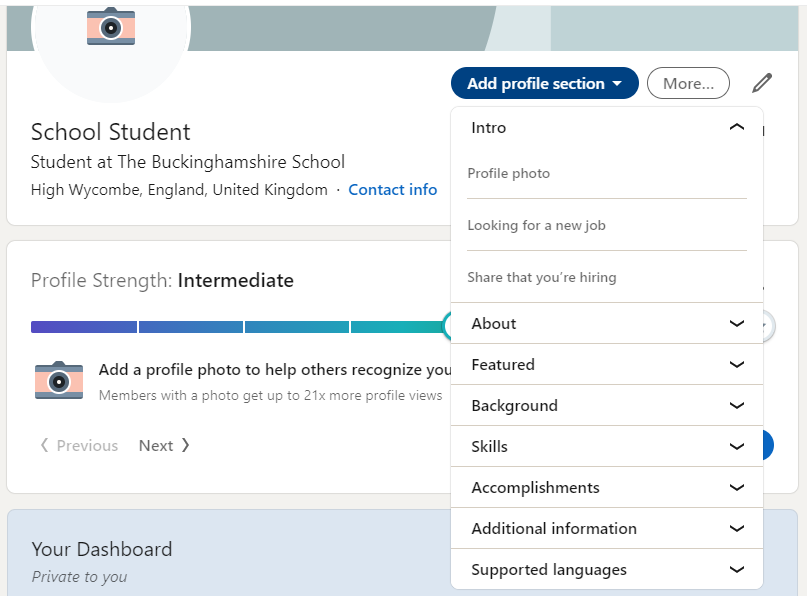 Add profile section
More...
School Student
Student at The Buckinghamshire School
High Wycombe, England, United Kingdom · Contact info
Intro
Profile photo
Looking for a new job
Share that you're hiring
About
Featured
Background
Skills
Accomplishments
Additional information
Supported languages
Profile Strength: Intermediate
Add a profile photo to help others recognize you
Members with a photo get up to 21x more profile views
Previous Next
Your Dashboard
Private to you